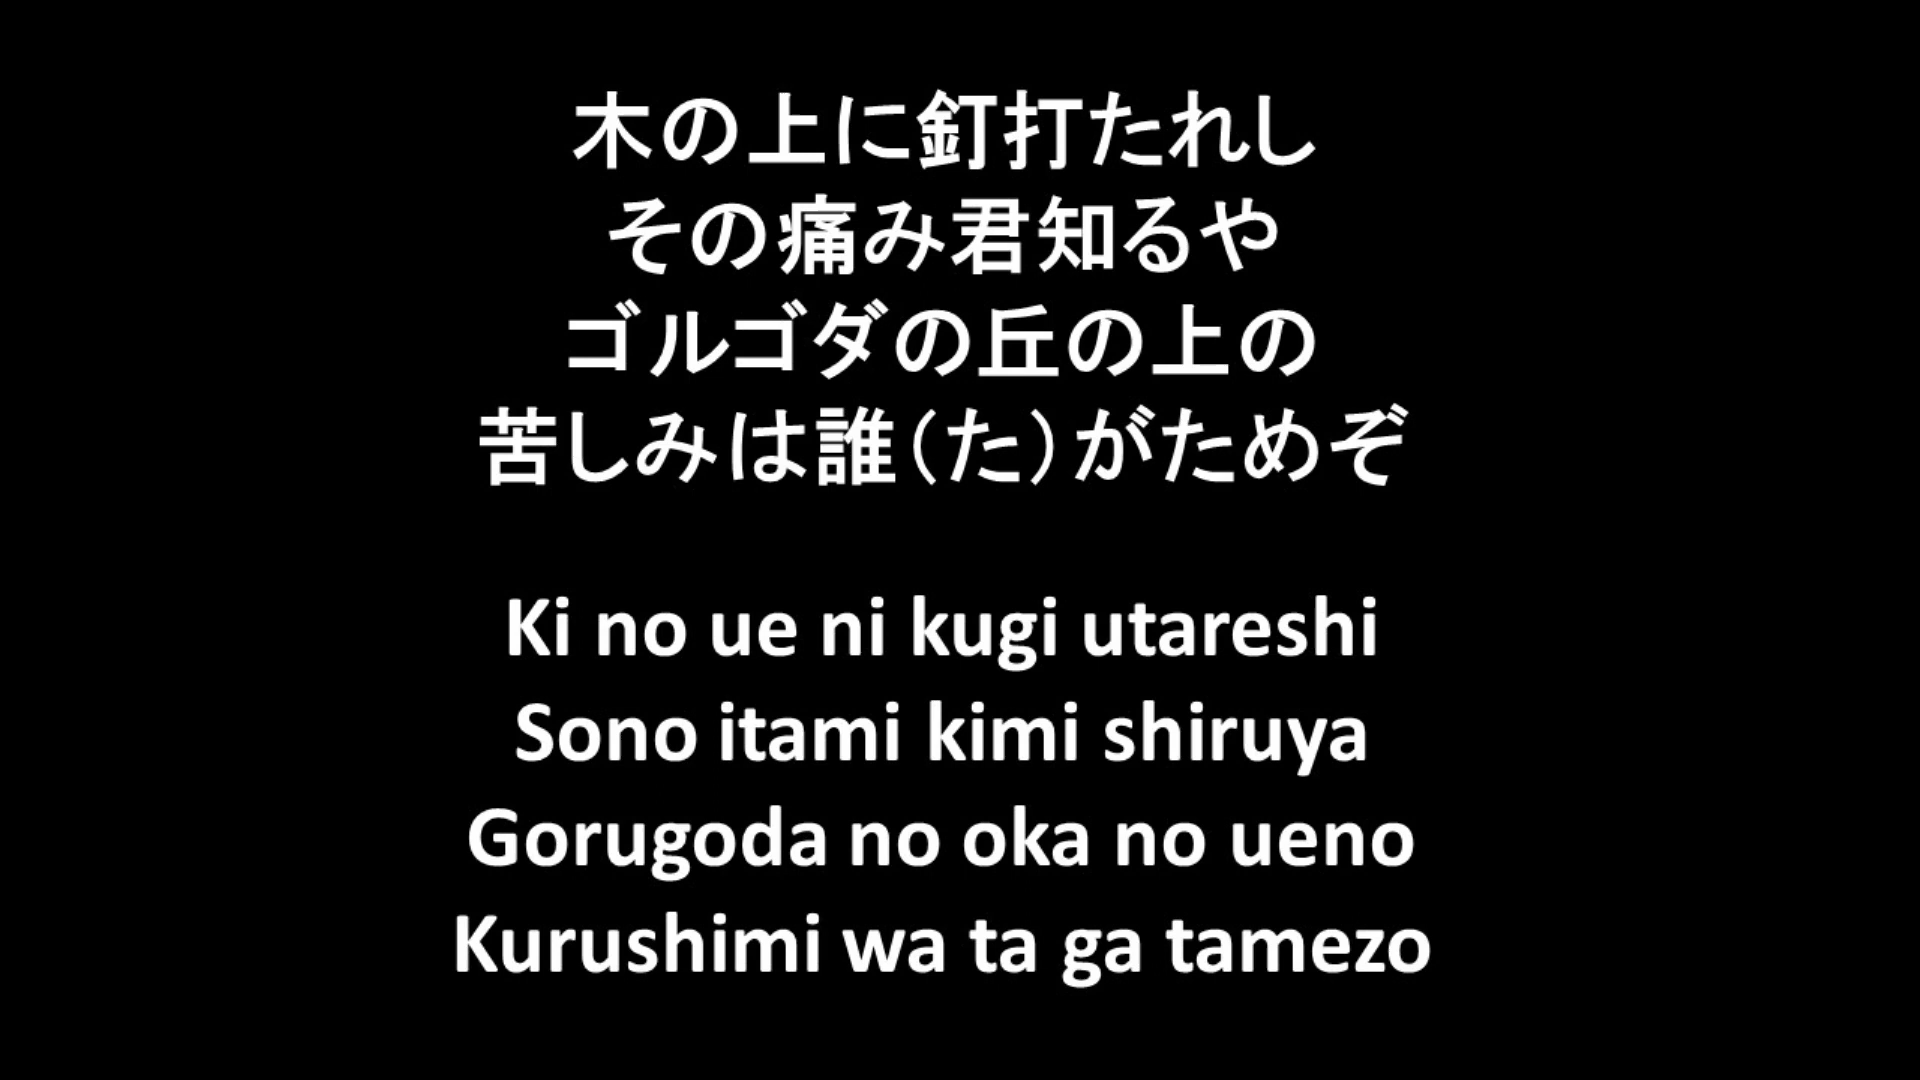 木の上に釘打たれし
その痛み君知るや
ゴルゴダの丘の上の
苦しみは誰（た）がためぞ
Ki no ue ni kugi utareshi
Sono itami kimi shiruya
Gorugoda no oka no ueno
Kurushimi wa ta ga tamezo